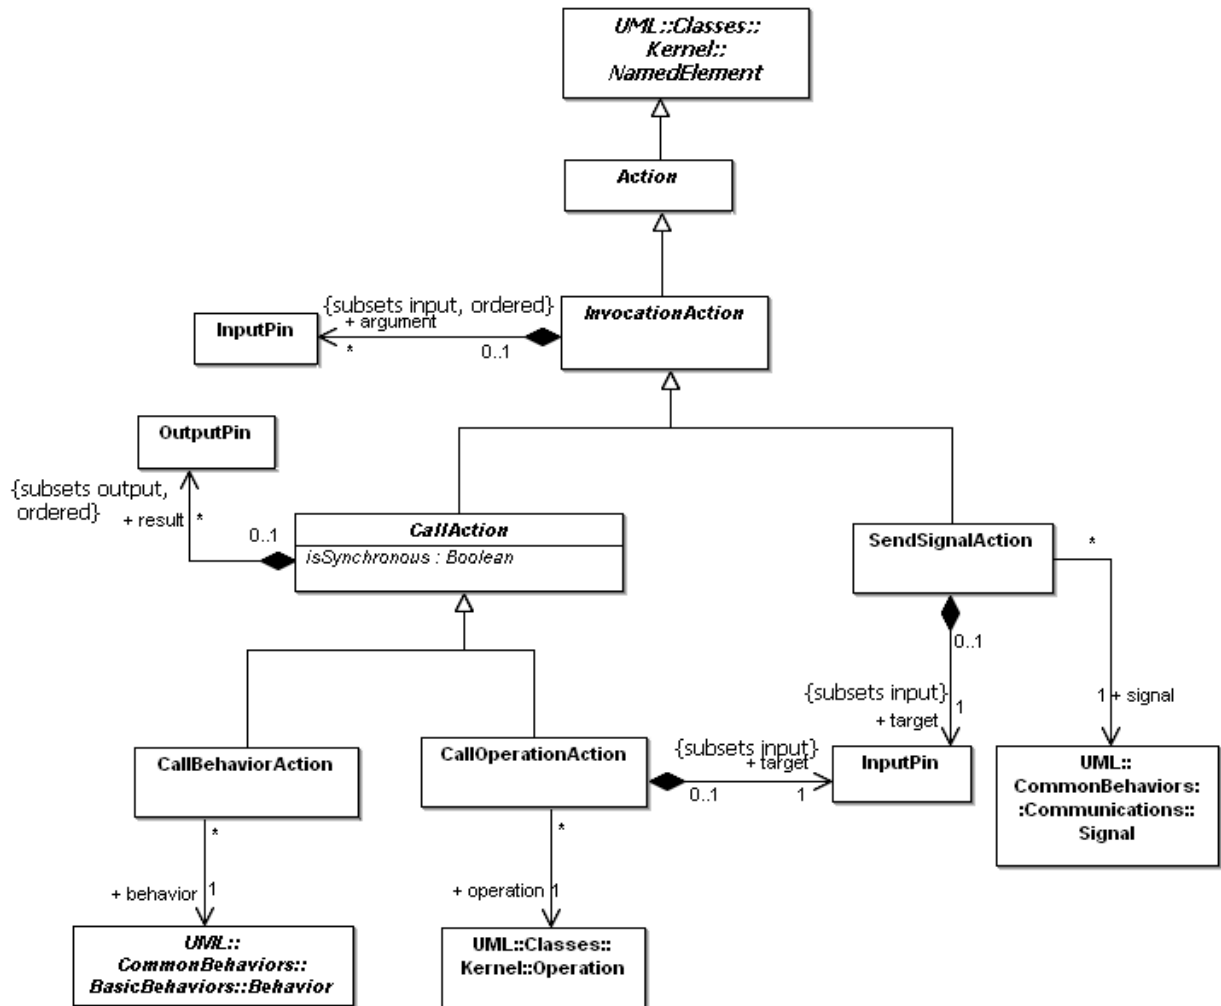 UML::Classes::
Kernel::
NamedElement
Action
{subsets input, ordered}
+ argument
InvocationAction
InputPin
*
0..1
OutputPin
{subsets output,
ordered}
+ result
*
0..1
CallAction
isSynchronous : Boolean
SendSignalAction
*
0..1
{subsets input}
1
+ target
1
+ signal
CallBehaviorAction
CallOperationAction
{subsets input}
+ target
0..1
1
InputPin
UML::
CommonBehaviors:
:Communications::
Signal
*
*
+ behavior
1
+ operation
1
UML::
CommonBehaviors::
BasicBehaviors::Behavior
UML::Classes::
Kernel::Operation